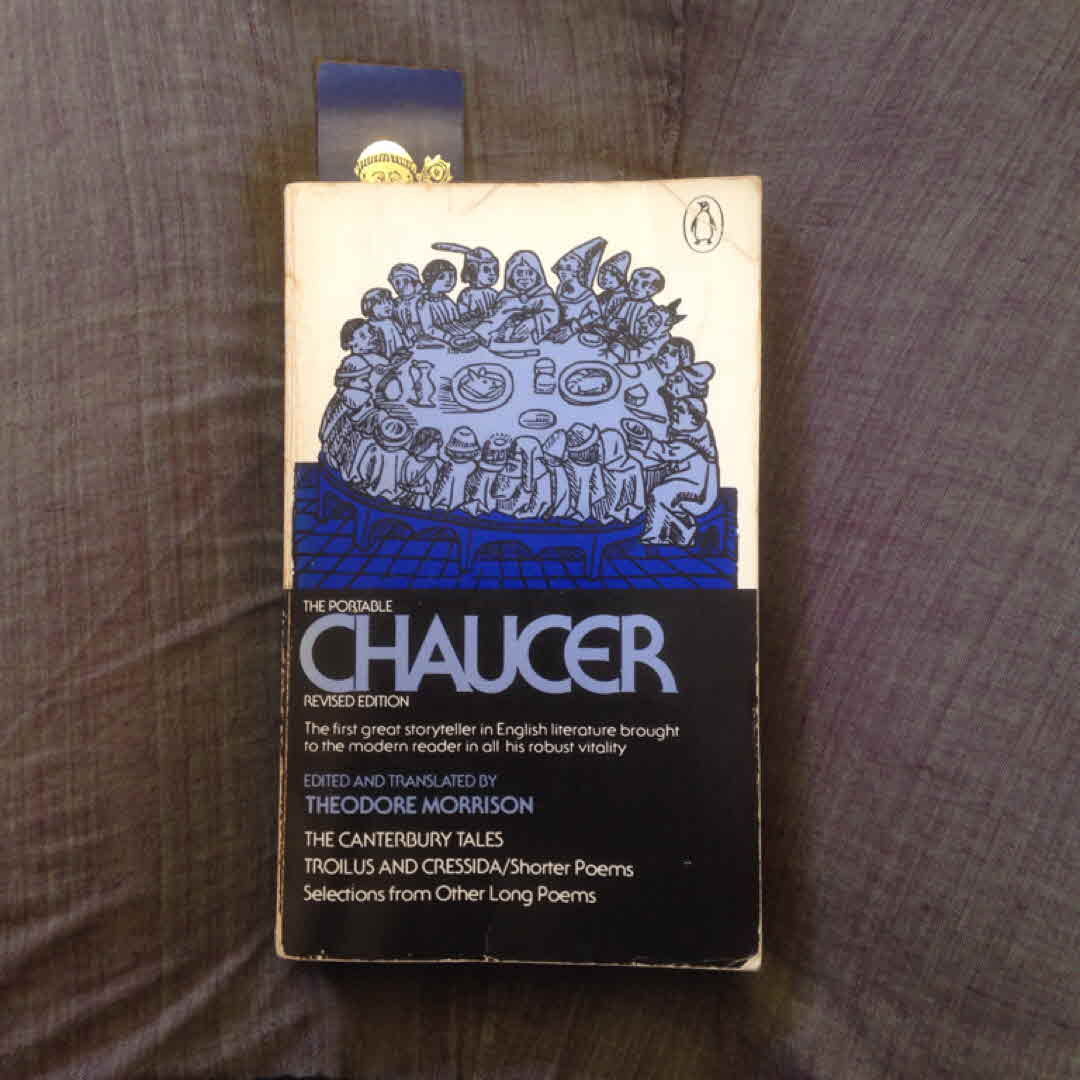 THE PORTABLE
CHAUCER
REVISED EDITION
The first great storyteller in English literature brought
to the modern reader in all his robust vitality
EDITED AND TRANSLATED BY
THEODORE MORRISON
THE CANTERBURY TALES
TROILUS AND CRESSIDA/Shorter Poems
Selections from Other Long Poems